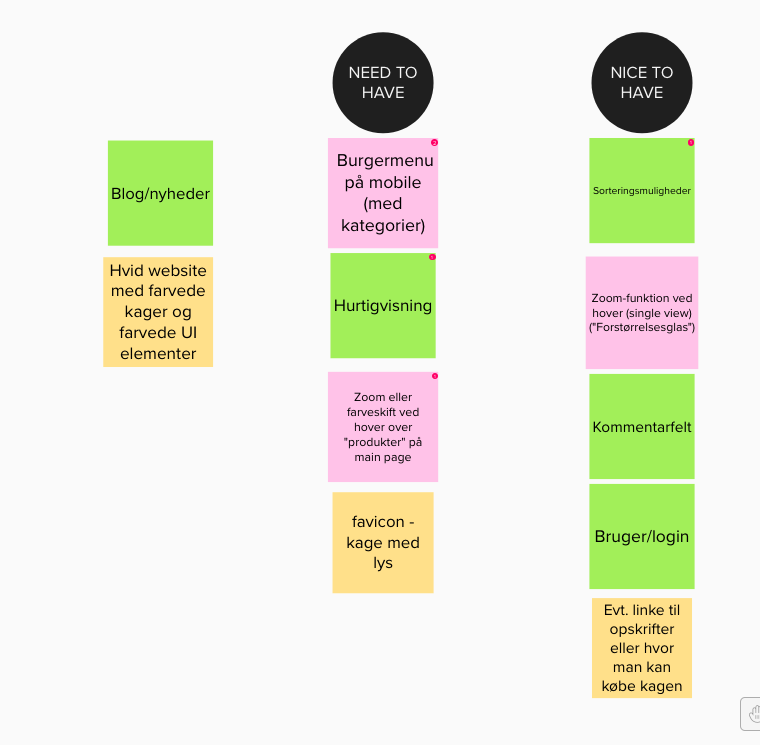 NEED TO
HAVE
NICE TO
HAVE
Blog/nyheder
Hvid website
med farvede
kager og
farvede UI
elementer
Burgermenu
på mobile
(med
kategorier)
Hurtigvisning
Zoom eller
farveskift ved
hover over
"produkter" på
main page
favicon -
kage med
lys
Sorteringsmuligheder
Zoom-funktion ved
hover (single view)
("Forstørrelsesglas")
Kommentarfelt
Bruger/login
Evt. linke til
opskrifter
eller hvor
man kan
købe kagen